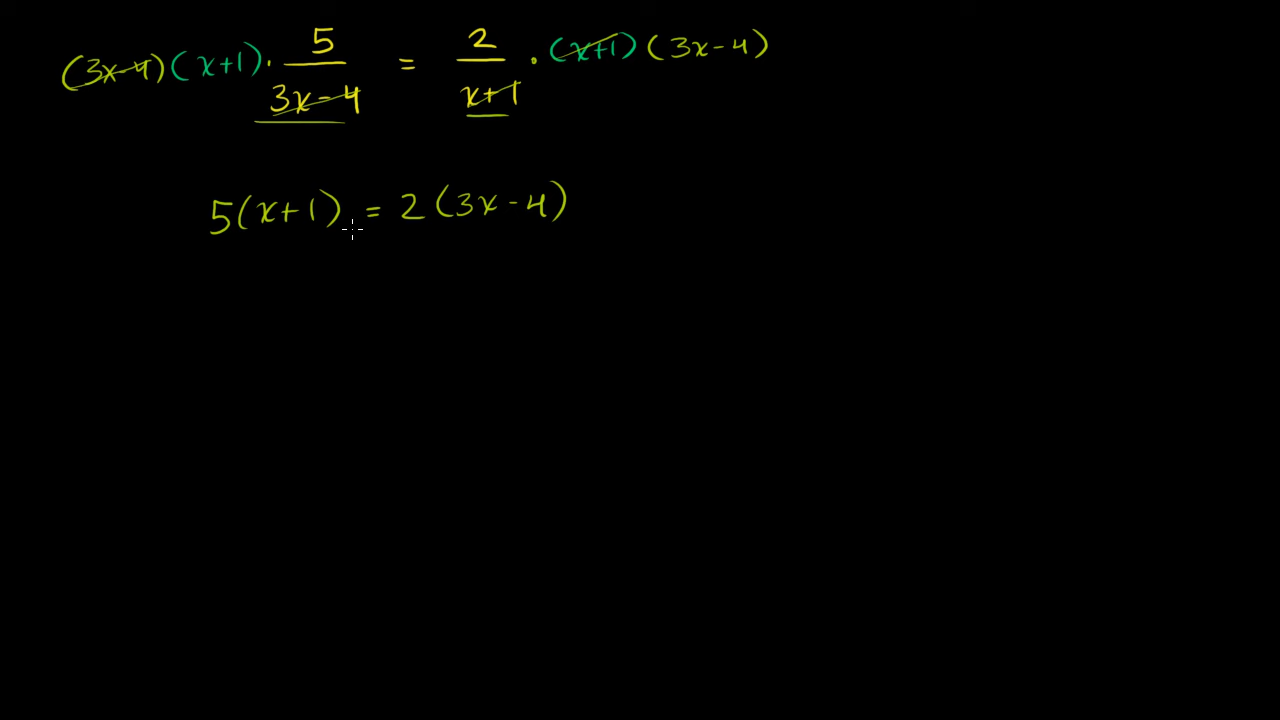 (3x-4)(x+1) · 5/(3x-4) = 2/(x+1) · (x+1)(3x-4)
5(x+1) = 2(3x-4)